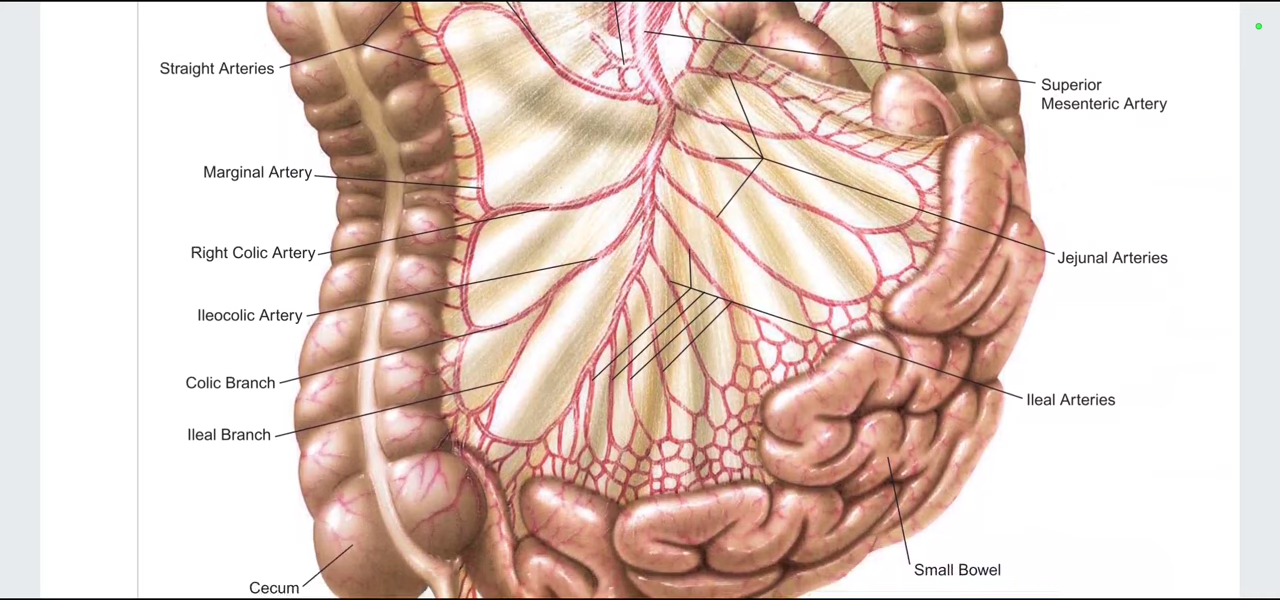 Straight Arteries
Superior
Mesenteric Artery
Marginal Artery
Right Colic Artery
Jejunal Arteries
Ileocolic Artery
Colic Branch
Ileal Arteries
Ileal Branch
Small Bowel
Cecum